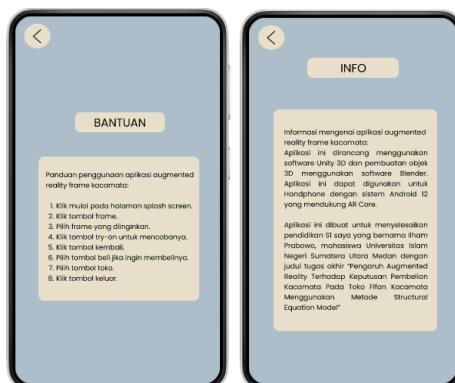 BANTUAN
Panduan penggunaan aplikasi augmented
reality frame kacamata:
1. Klik mulai pada halaman splash screen.
2. Klik tombol frame.
3. Pilih frame yang diinginkan.
4. Klik tombol try-on untuk mencobanya.
5. Klik tombol kembali.
6. Pilih tombol beli jika ingin membelinya.
7. Pilih tombol toko.
8. Klik tombol keluar.
INFO
Informasi mengenai aplikasi augmented
reality frame kacamata:
Aplikasi ini dirancang menggunakan
software Unity 3D dan pembuatan objek
3D menggunakan software Blender.
Aplikasi ini dapat digunakan untuk
Handphone dengan sistem Android 12
yang mendukung AR Core.
Aplikasi ini dibuat untuk menyelesaikan
pendidikan S1 saya yang bernama Ilham
Prabowo, mahasiswa Universitas Islam
Negeri Sumatera Utara Medan dengan
judul tugas akhir "Pengaruh Augmented
Reality Terhadap Keputusan Pembelian
Kacamata Pada Toko Fifan Kacamata
Menggunakan Metode Structural
Equation Model"